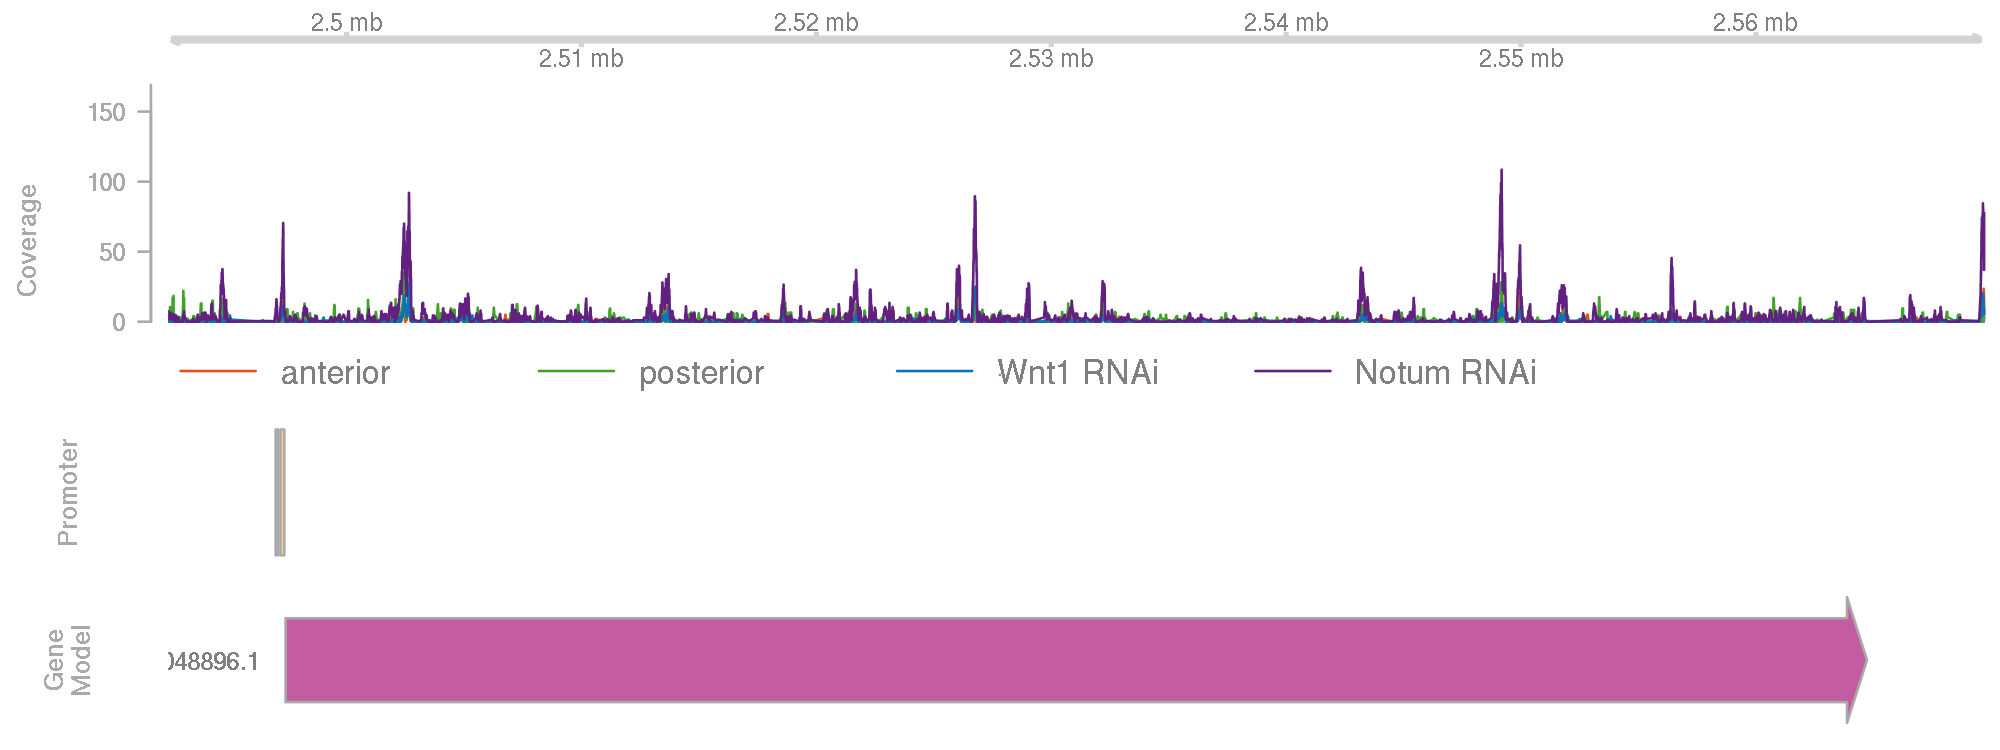 2.5 mb 2.52 mb 2.54 mb 2.56 mb
2.51 mb 2.53 mb 2.55 mb
Coverage
150
100
50
0
anterior posterior Wnt1 RNAi Notum RNAi
Promoter
Gene
Model
48896.1